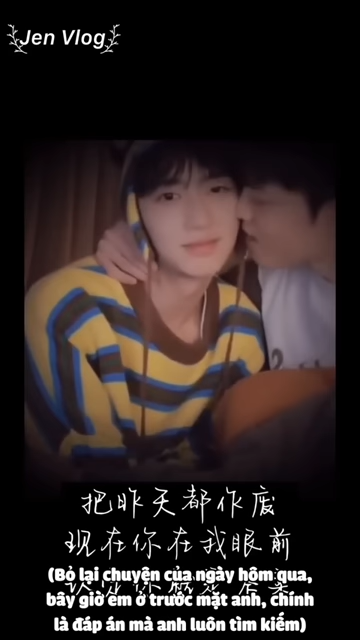 Jen Vlog
把昨天都作废
现在你在我眼前
(Bỏ lại chuyện của ngày hôm qua,
bây giờ em ở trước mặt anh, chính
là đáp án mà anh luôn tìm kiếm)